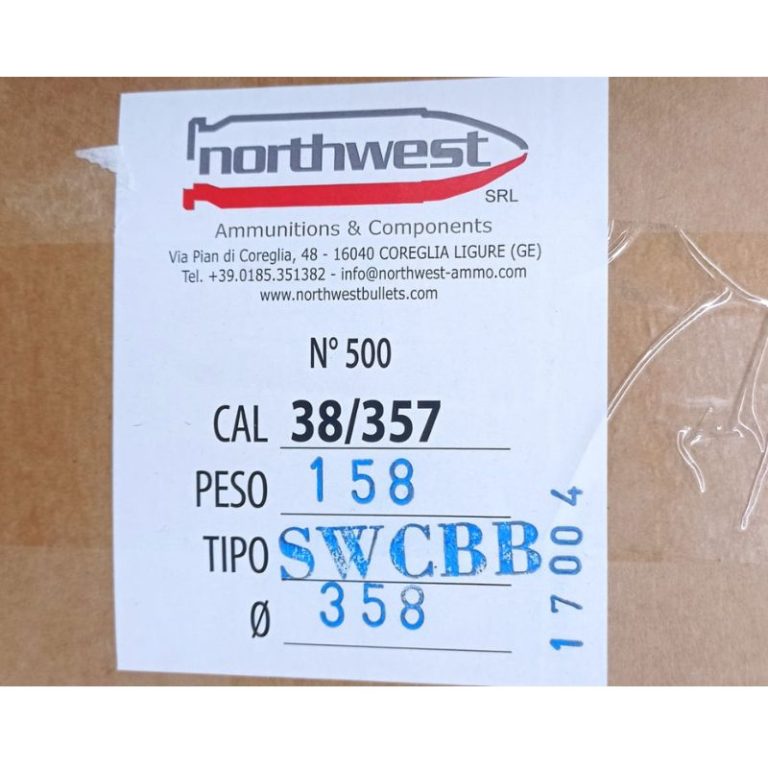 northwest
SRL
Ammunitions & Components
Via Pian di Coreglia, 48 - 16040 COREGLIA LIGURE (GE)
Tel. +39.0185.351382 - info@northwest-ammo.com
www.northwestbullets.com
N° 500
CAL 38/357
PESO 158
TIPO SWCBB
Ø 358
17004